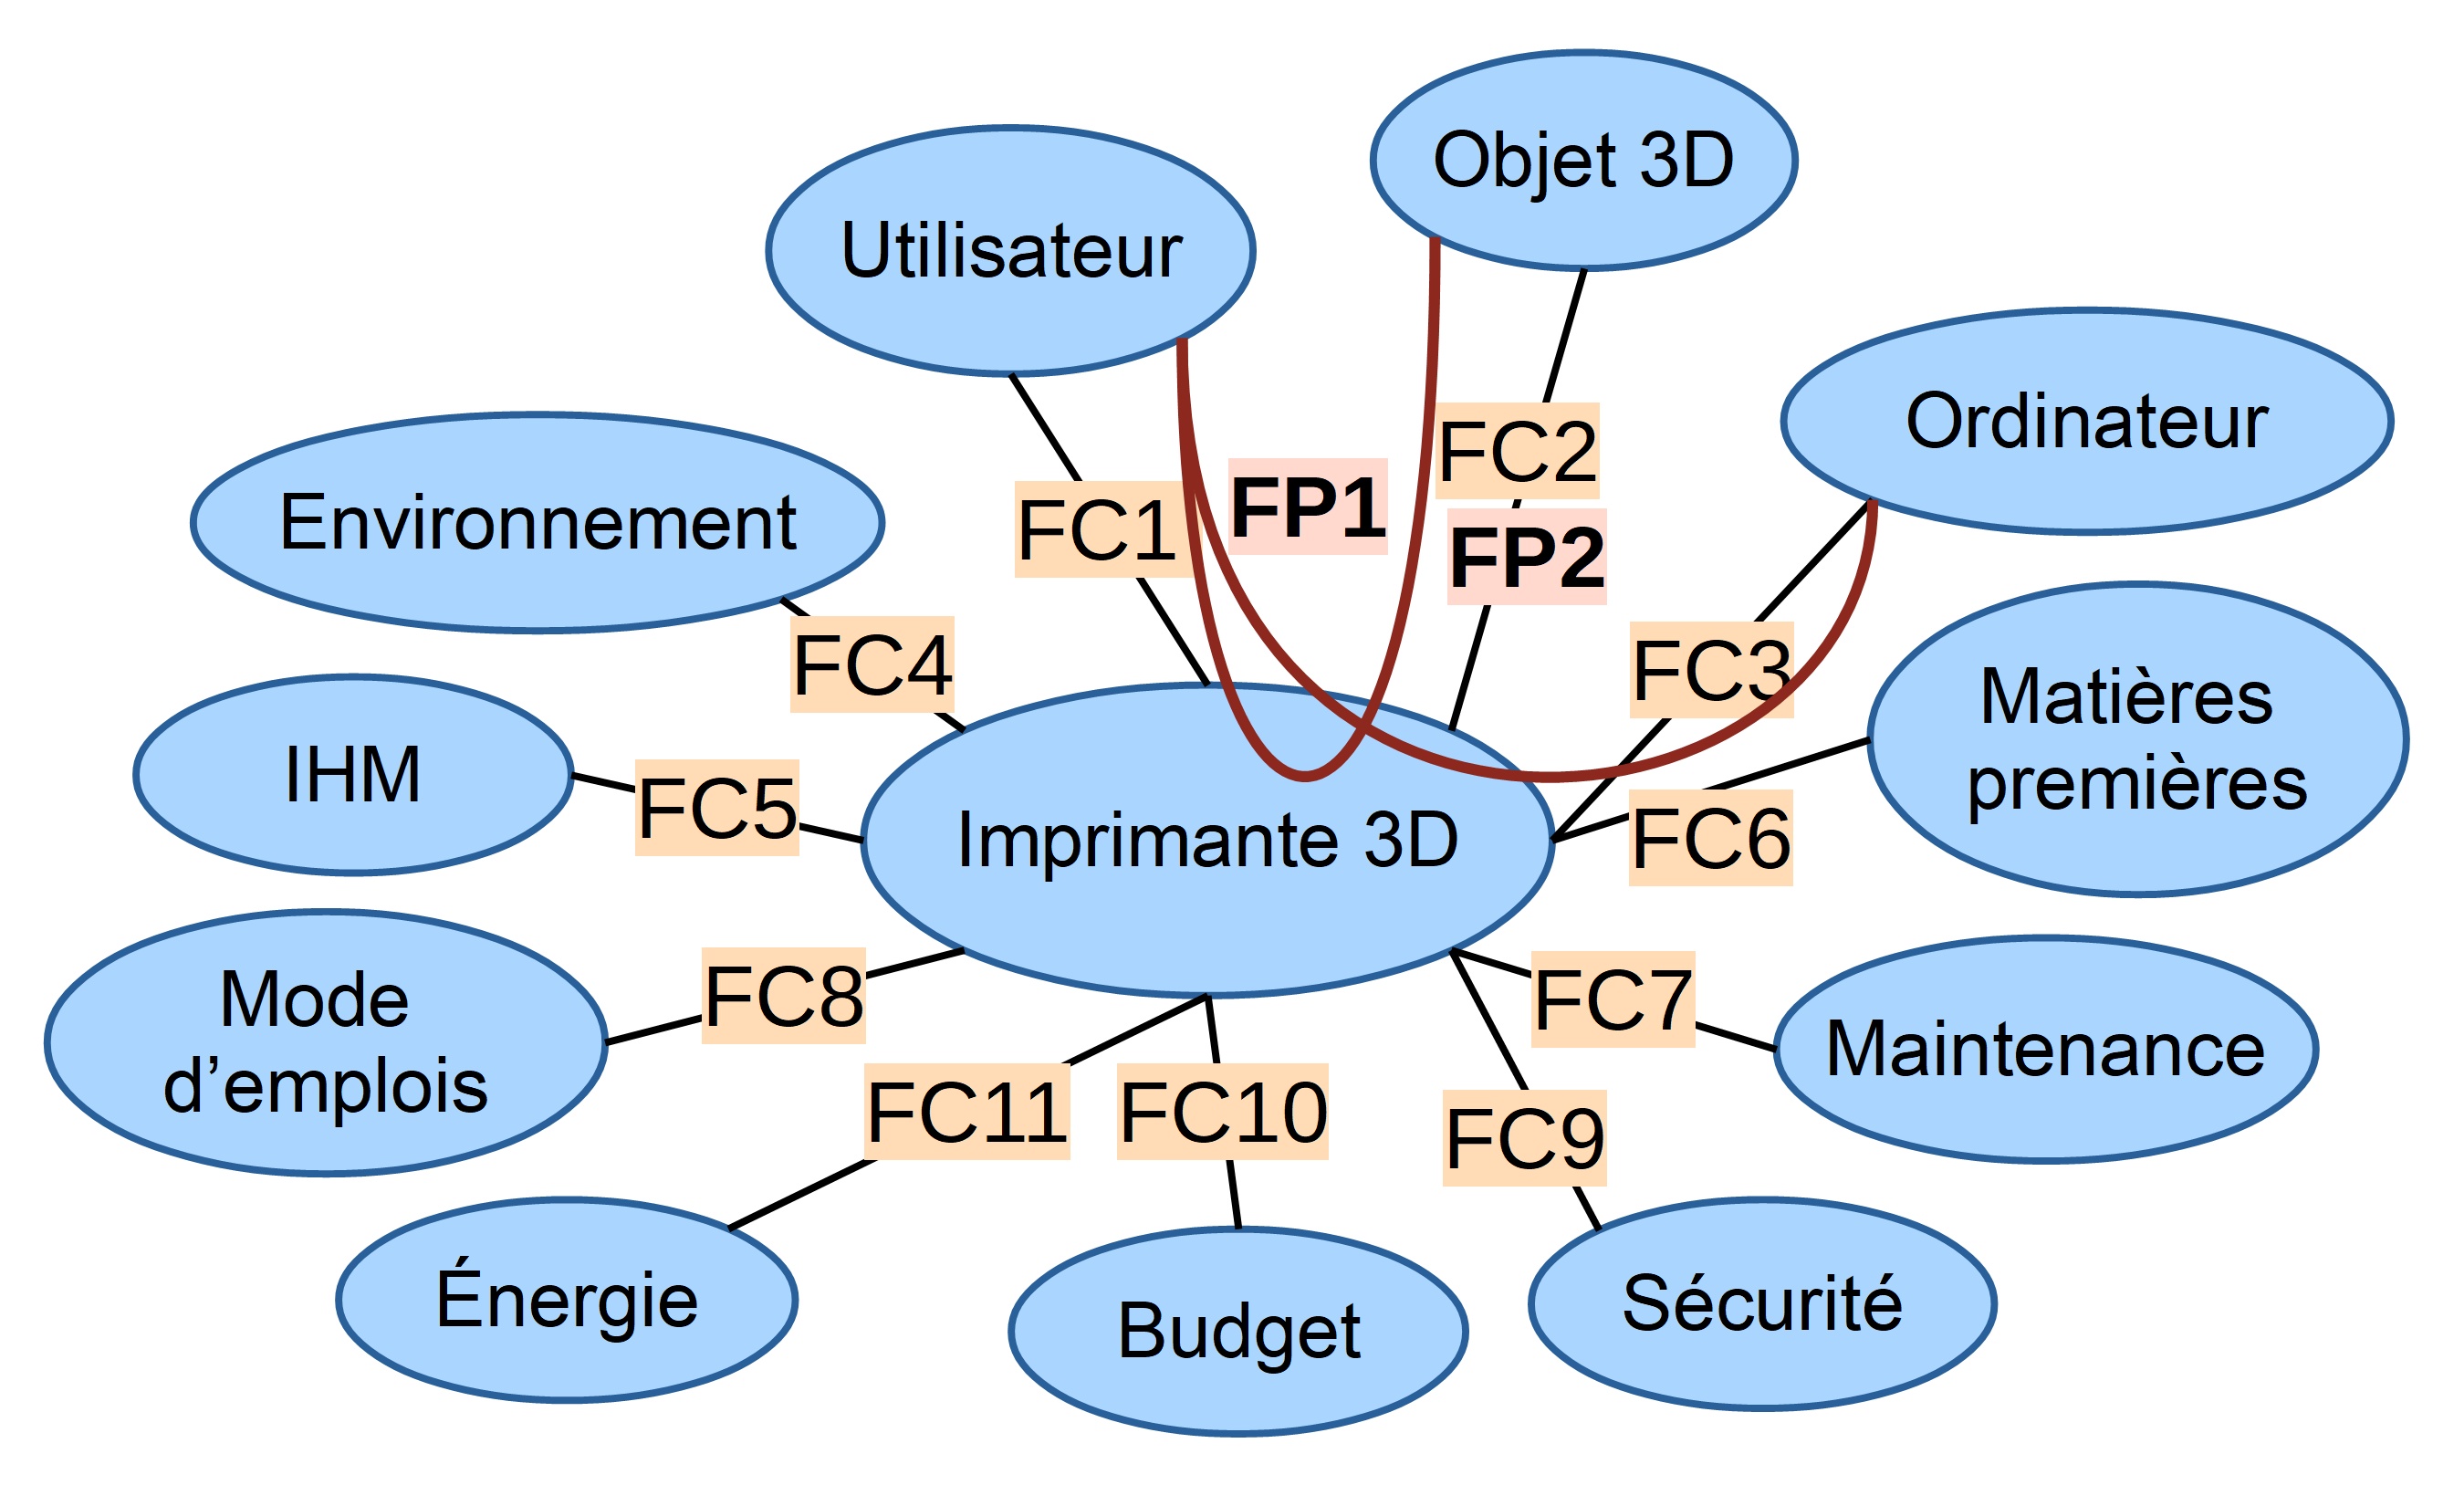 Objet 3D
Utilisateur
Ordinateur
FC2
FP1
Environnement
FC1
FP2
FC4
FC3
Matières
premières
IHM
FC5
Imprimante 3D
FC6
Mode
d’emplois
FC8
FC7
Maintenance
FC11
FC10
FC9
Énergie
Budget
Sécurité